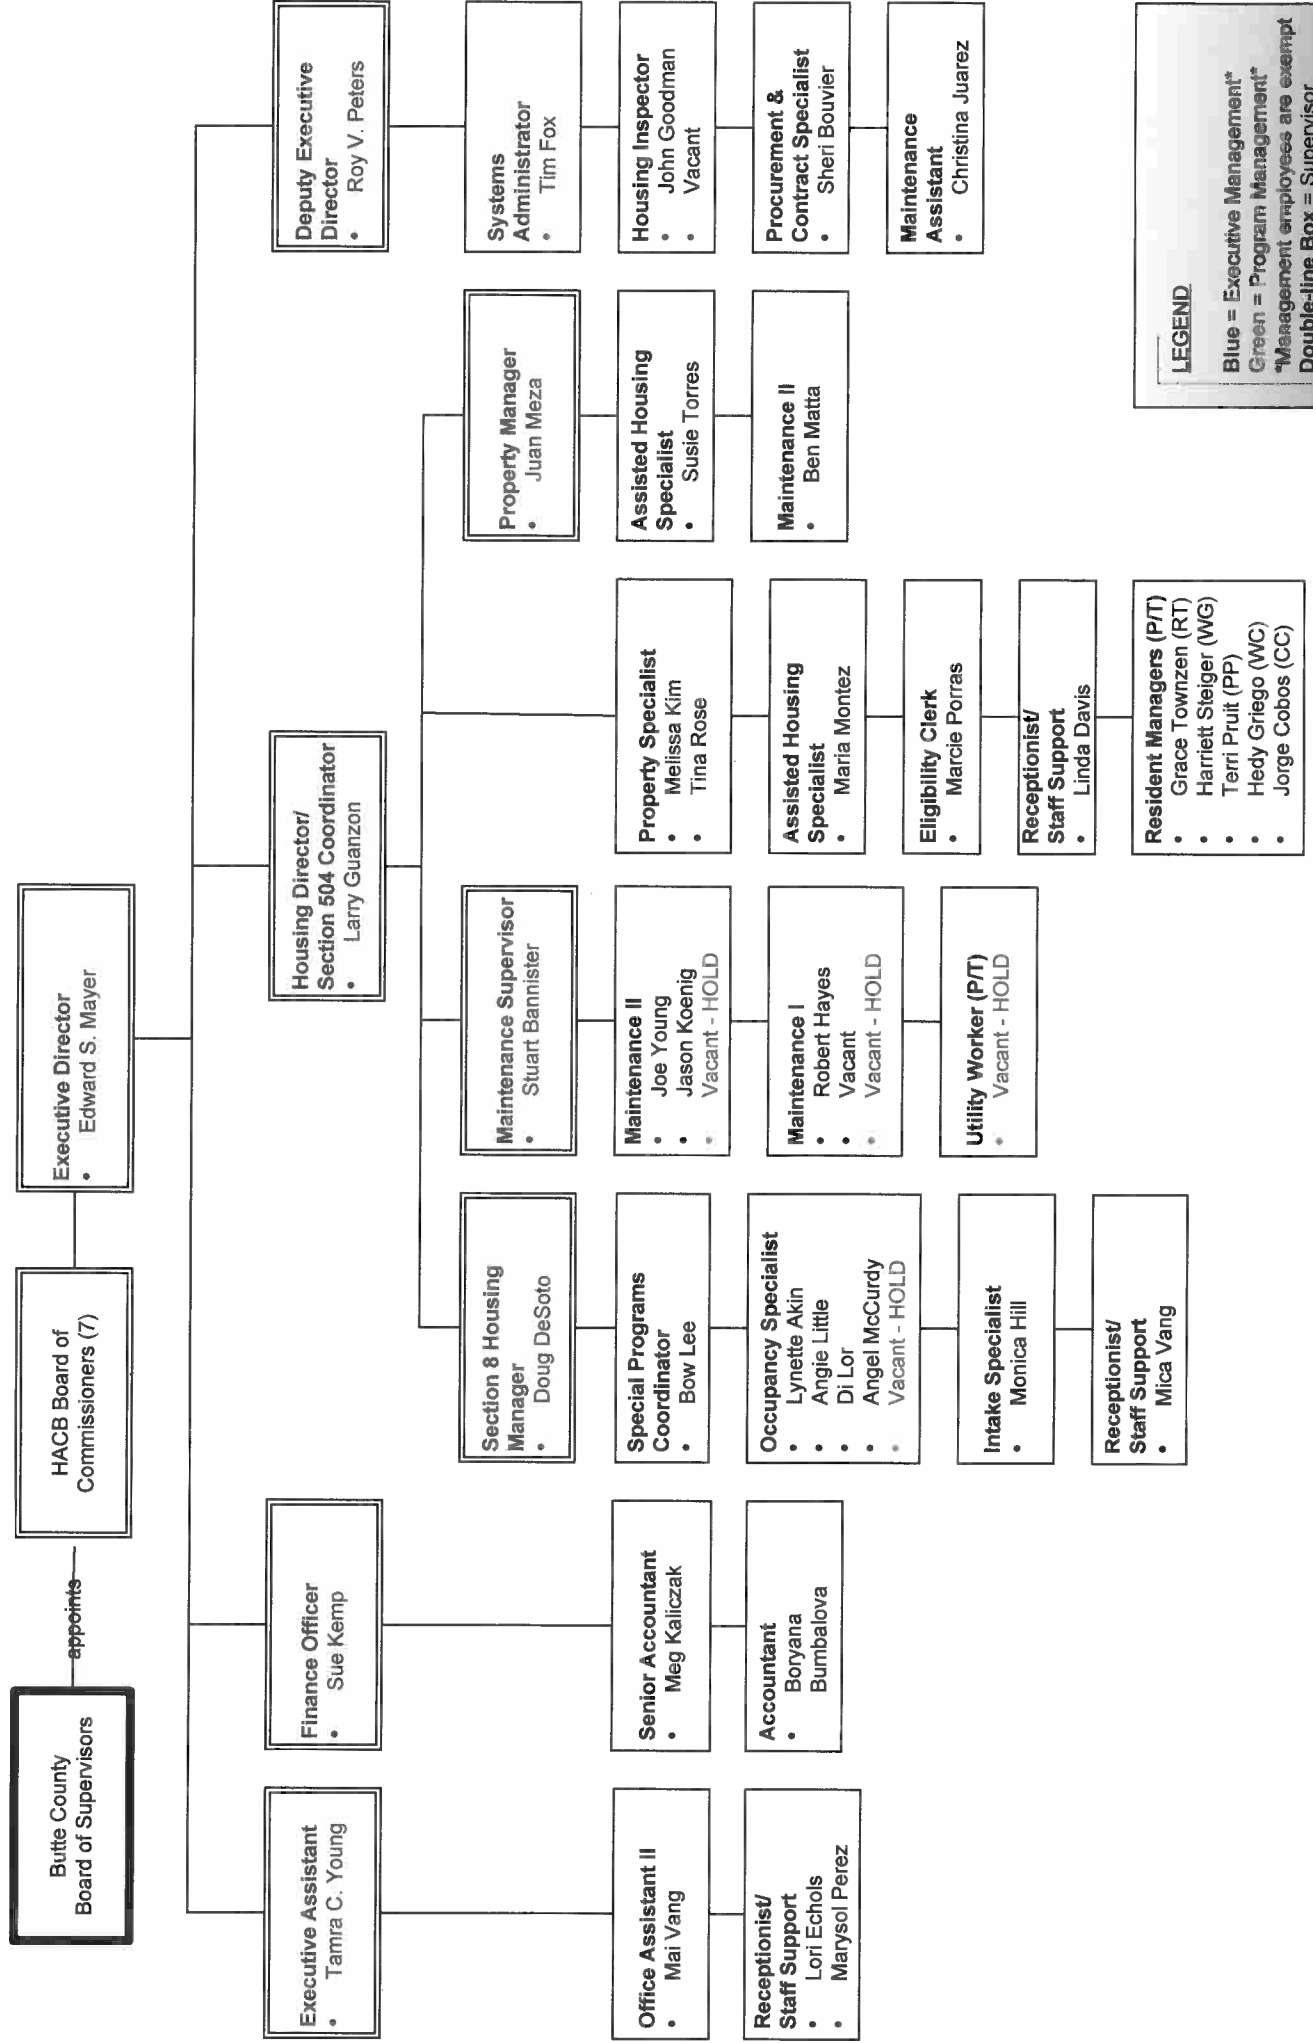 Butte County
Board of Supervisors
appoints
HACB Board of
Commissioners (7)
Executive Director
• Edward S. Mayer
Executive Assistant
• Tamra C. Young
Office Assistant II
• Mai Vang
Receptionist/
Staff Support
• Lori Echols
• Marysol Perez
Finance Officer
• Sue Kemp
Senior Accountant
• Meg Kaliczak
Accountant
• Boryana
Bumbalova
Housing Director/
Section 504 Coordinator
• Larry Guanzon
Section 8 Housing
Manager
• Doug DeSoto
Special Programs
Coordinator
• Bow Lee
Occupancy Specialist
• Lynette Akin
• Angie Little
• Di Lor
• Angel McCurdy
• Vacant - HOLD
Intake Specialist
• Monica Hill
Receptionist/
Staff Support
• Mica Vang
Maintenance Supervisor
• Stuart Bannister
Maintenance II
• Joe Young
• Jason Koenig
• Vacant - HOLD
Maintenance I
• Robert Hayes
• Vacant
• Vacant - HOLD
Utility Worker (P/T)
• Vacant - HOLD
Property Specialist
• Melissa Kim
• Tina Rose
Assisted Housing
Specialist
• Maria Montez
Eligibility Clerk
• Marcie Porras
Receptionist/
Staff Support
• Linda Davis
Resident Managers (P/T)
• Grace Townzen (RT)
• Harriett Steiger (WG)
• Terri Pruit (PP)
• Hedy Griego (WC)
• Jorge Cobos (CC)
Property Manager
• Juan Meza
Assisted Housing
Specialist
• Susie Torres
Maintenance II
• Ben Matta
Deputy Executive
Director
• Roy V. Peters
Systems
Administrator
• Tim Fox
Housing Inspector
• John Goodman
• Vacant
Procurement &
Contract Specialist
• Sheri Bouvier
Maintenance
Assistant
• Christina Juarez
LEGEND
Blue = Executive Management*
Green = Program Management*
*Management employees are exempt
Double-line Box = Supervisor